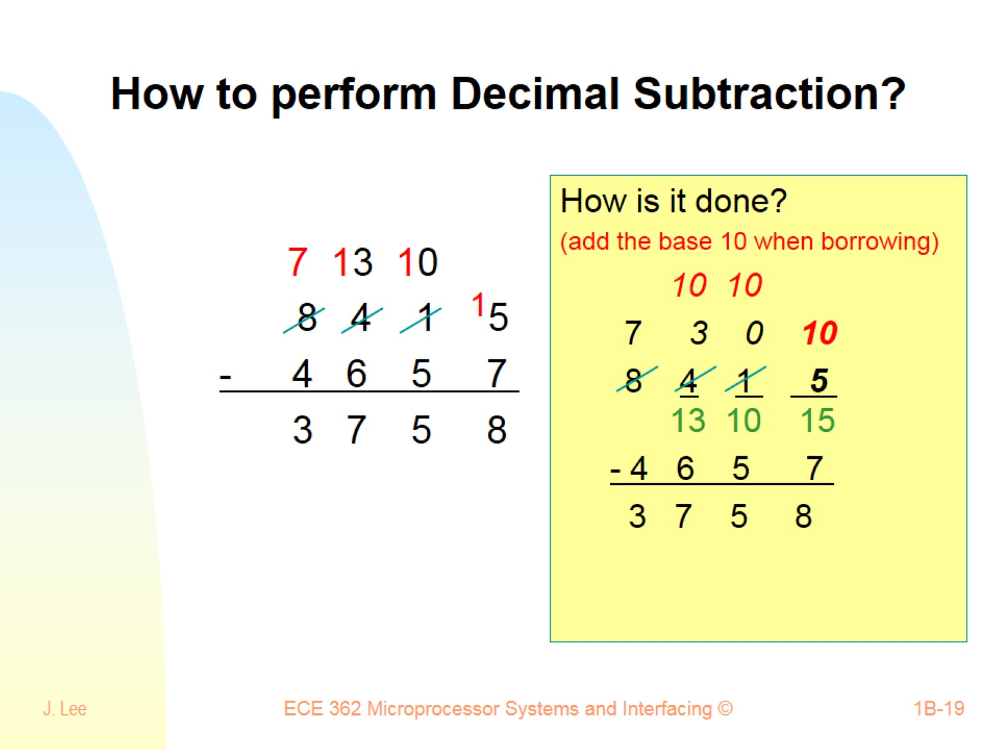 How to perform Decimal Subtraction?
7 13 10
8 4 1 15
- 4 6 5 7
3 7 5 8
How is it done?
(add the base 10 when borrowing)
10 10
7 3 0 10
8 4 1 5
13 10 15
- 4 6 5 7
3 7 5 8
J. Lee
ECE 362 Microprocessor Systems and Interfacing ©
1B-19